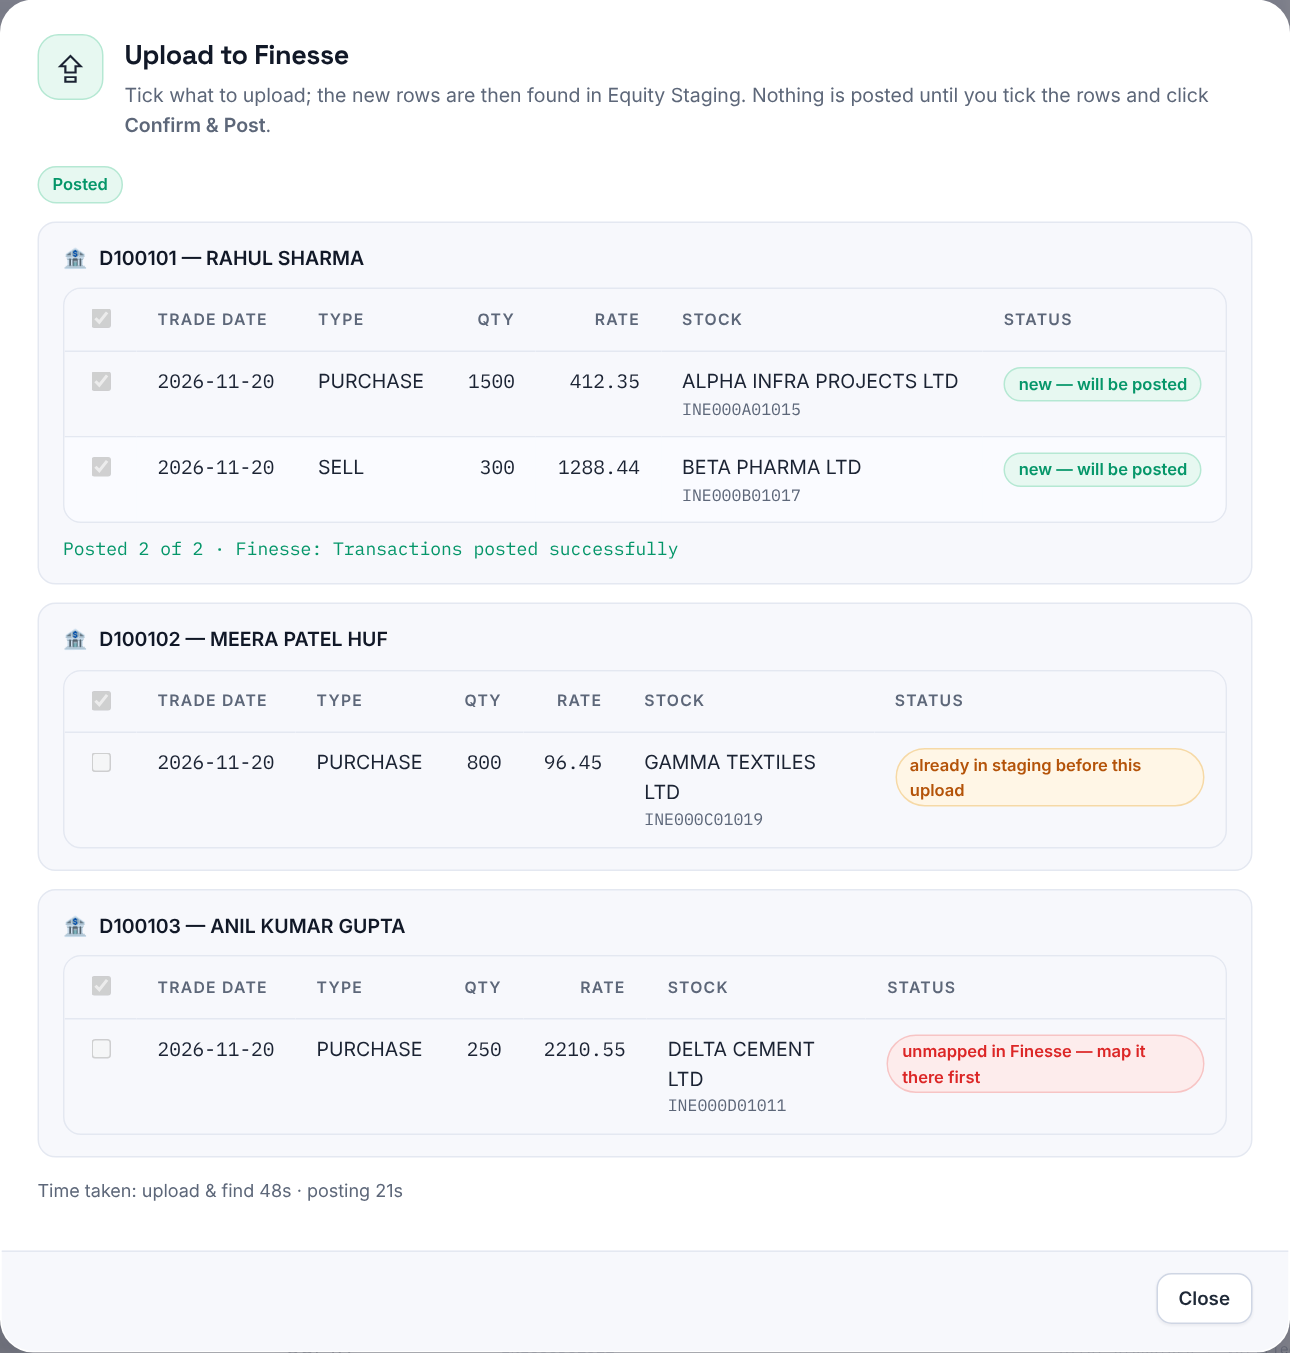 Upload to Finesse
Tick what to upload; the new rows are then found in Equity Staging. Nothing is posted until you tick the rows and click
Confirm & Post.
Posted
D100101 — RAHUL SHARMA
TRADE DATE TYPE QTY RATE STOCK STATUS
2026-11-20 PURCHASE 1500 412.35 ALPHA INFRA PROJECTS LTD new — will be posted
INE000A01015
2026-11-20 SELL 300 1288.44 BETA PHARMA LTD new — will be posted
INE000B01017
Posted 2 of 2 · Finesse: Transactions posted successfully
D100102 — MEERA PATEL HUF
TRADE DATE TYPE QTY RATE STOCK STATUS
2026-11-20 PURCHASE 800 96.45 GAMMA TEXTILES already in staging before this
LTD upload
INE000C01019
D100103 — ANIL KUMAR GUPTA
TRADE DATE TYPE QTY RATE STOCK STATUS
2026-11-20 PURCHASE 250 2210.55 DELTA CEMENT unmapped in Finesse — map it
LTD there first
INE000D01011
Time taken: upload & find 48s · posting 21s
Close